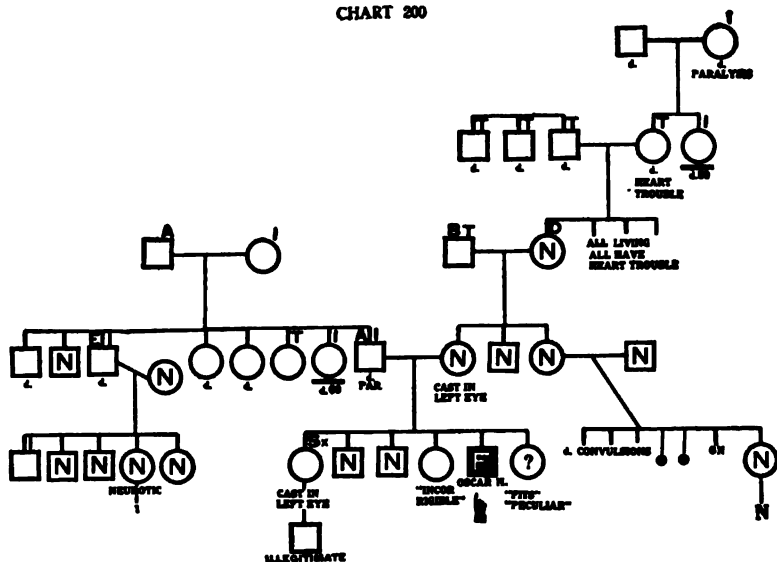 CHART 200
I
d.
d.
PARALYSIS
T T T T I
d. d. d. d. d.
HEART
TROUBLE
A I B T N D
ALL LIVING
ALL HAVE
HEART TROUBLE
N E I N T I A I N N N N
d. d. d. d. d.
PAR
CAST IN
LEFT EYE
N N N N Sx N N E ? d. CONVULSIONS N
NEUROTIC
CAST IN
LEFT EYE
"INCOR
RIGIBLE"
OSCAR N.
"FITS"
"PECULIAR"
N
ILLEGITIMATE